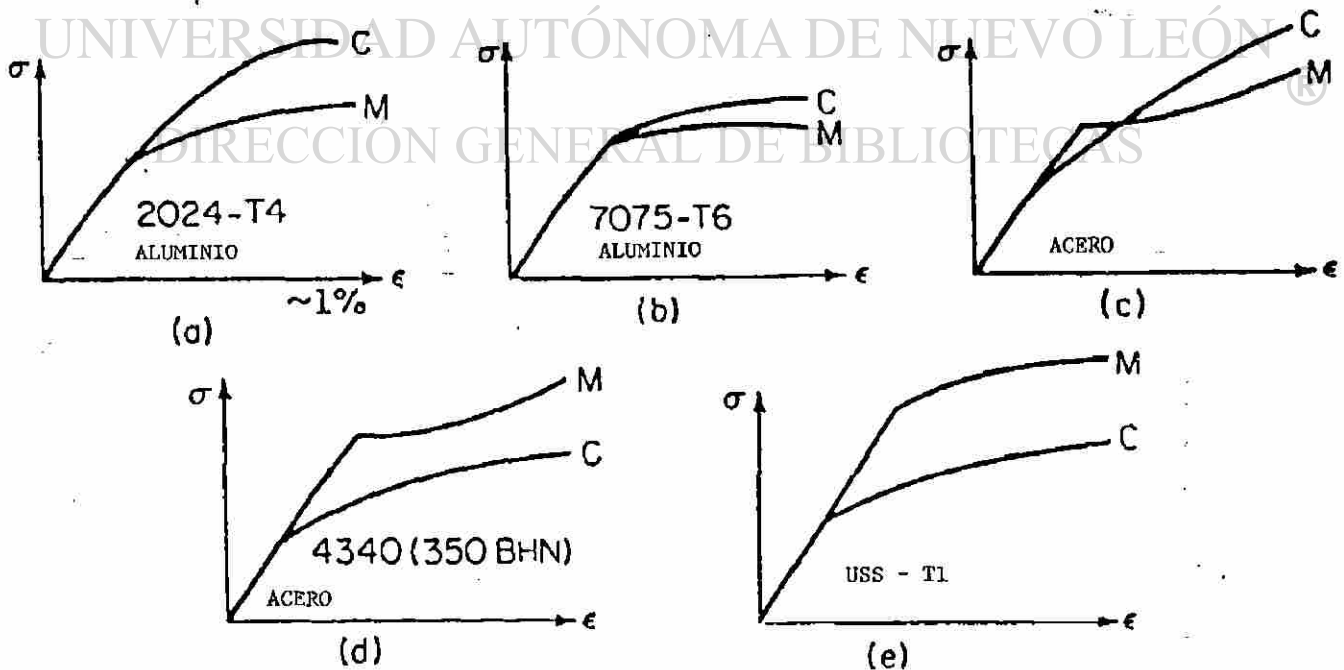 UNIVERSIDAD AUTÓNOMA DE NUEVO LEÓN
®
DIRECCIÓN GENERAL DE BIBLIOTECAS
σ
C
M
2024-T4
ALUMINIO
ϵ
~1%
(a)
σ
C
M
7075-T6
ALUMINIO
ϵ
(b)
σ
C
M
ACERO
ϵ
(c)
σ
M
C
4340 (350 BHN)
ACERO
ϵ
(d)
σ
M
C
USS - T1
ϵ
(e)